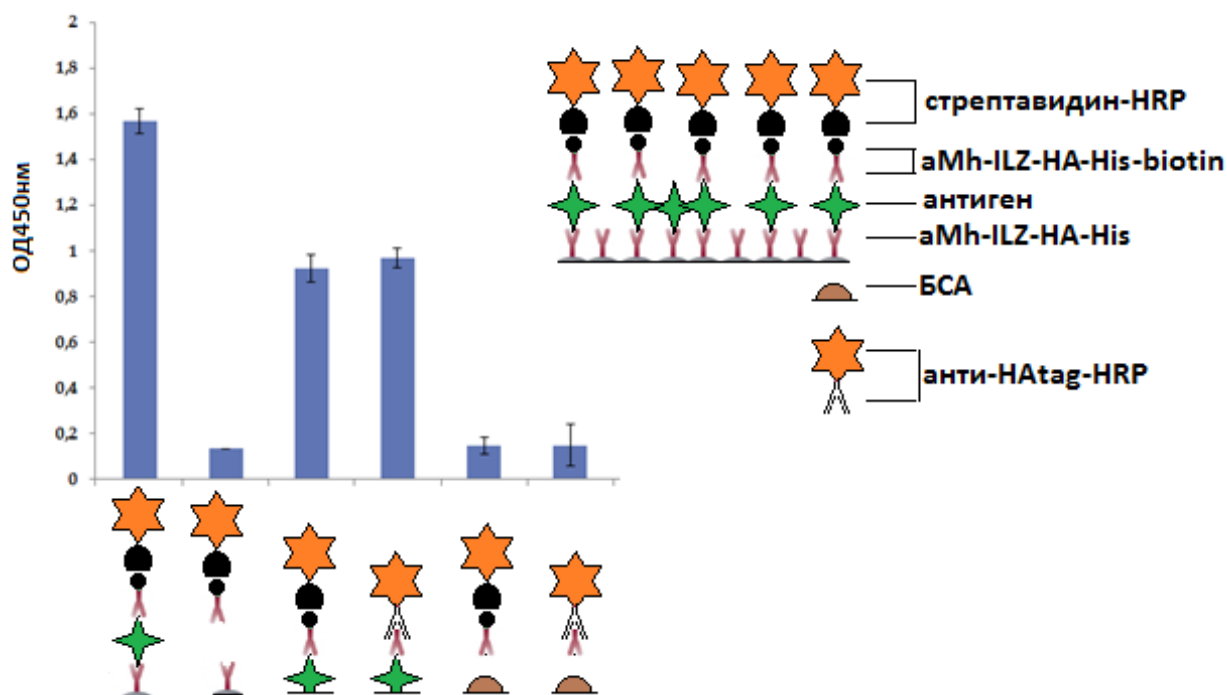 2
1,8
1,6
1,4
1,2
1
0,8
0,6
0,4
0,2
0
ОД450нм
стрептавидин-HRP
aMh-ILZ-HA-His-biotin
антиген
aMh-ILZ-HA-His
БСА
анти-HAtag-HRP